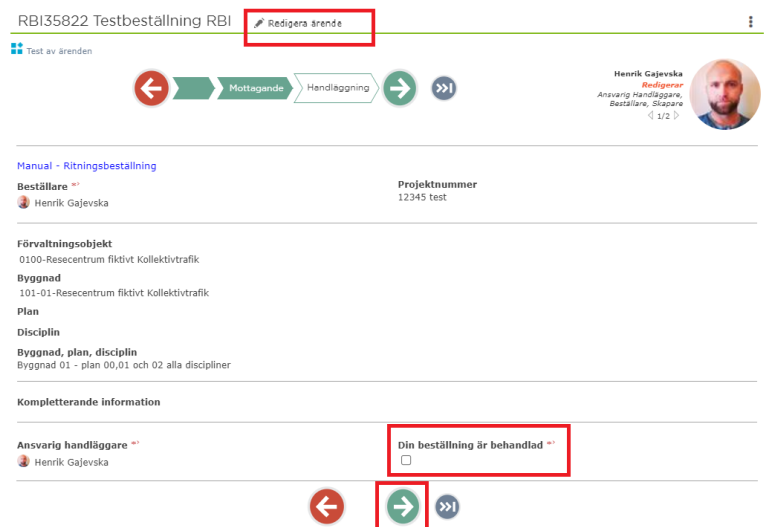 RBI35822 Testbeställning RBI
Redigera ärende
Test av ärenden
Mottagande
Handläggning
Henrik Gajevska
Redigerar
Ansvarig Handläggare,
Beställare, Skapare
1/2
Manual - Ritningsbeställning
Beställare *
Henrik Gajevska
Projektnummer
12345 test
Förvaltningsobjekt
0100-Resecentrum fiktivt Kollektivtrafik
Byggnad
101-01-Resecentrum fiktivt Kollektivtrafik
Plan
Disciplin
Byggnad, plan, disciplin
Byggnad 01 - plan 00,01 och 02 alla discipliner
Kompletterande information
Ansvarig handläggare *
Henrik Gajevska
Din beställning är behandlad *